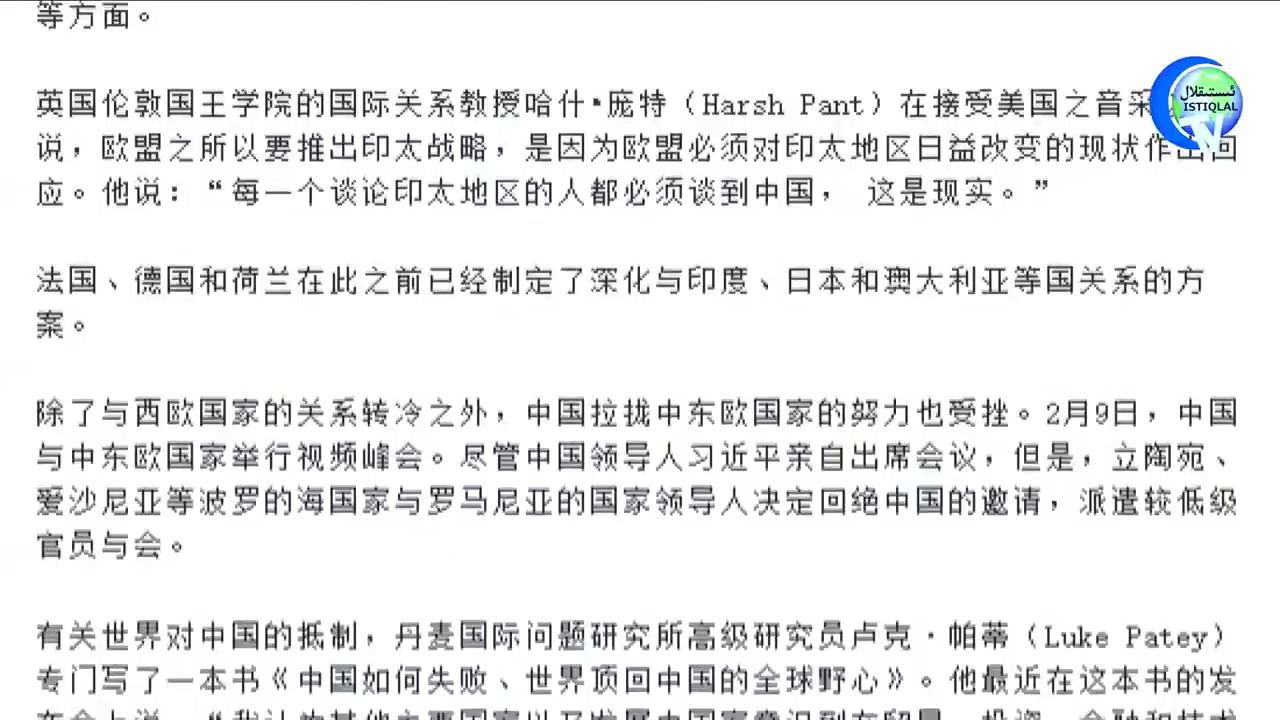 等方面。
英国伦敦国王学院的国际关系教授哈什·庞特（Harsh Pant）在接受美国之音采
说，欧盟之所以要推出印太战略，是因为欧盟必须对印太地区日益改变的现状作出回
应。他说：“每一个谈论印太地区的人都必须谈到中国， 这是现实。”
法国、德国和荷兰在此之前已经制定了深化与印度、日本和澳大利亚等国关系的方
案。
除了与西欧国家的关系转冷之外，中国拉拢中东欧国家的努力也受挫。2月9日，中国
与中东欧国家举行视频峰会。尽管中国领导人习近平亲自出席会议，但是，立陶宛、
爱沙尼亚等波罗的海国家与罗马尼亚的国家领导人决定回绝中国的邀请，派遣较低级
官员与会。
有关世界对中国的抵制，丹麦国际问题研究所高级研究员卢克·帕蒂（Luke Patey）
专门写了一本书《中国如何失败、世界顶回中国的全球野心》。他最近在这本书的发
ئىستىقلال
ISTIQLAL
TV